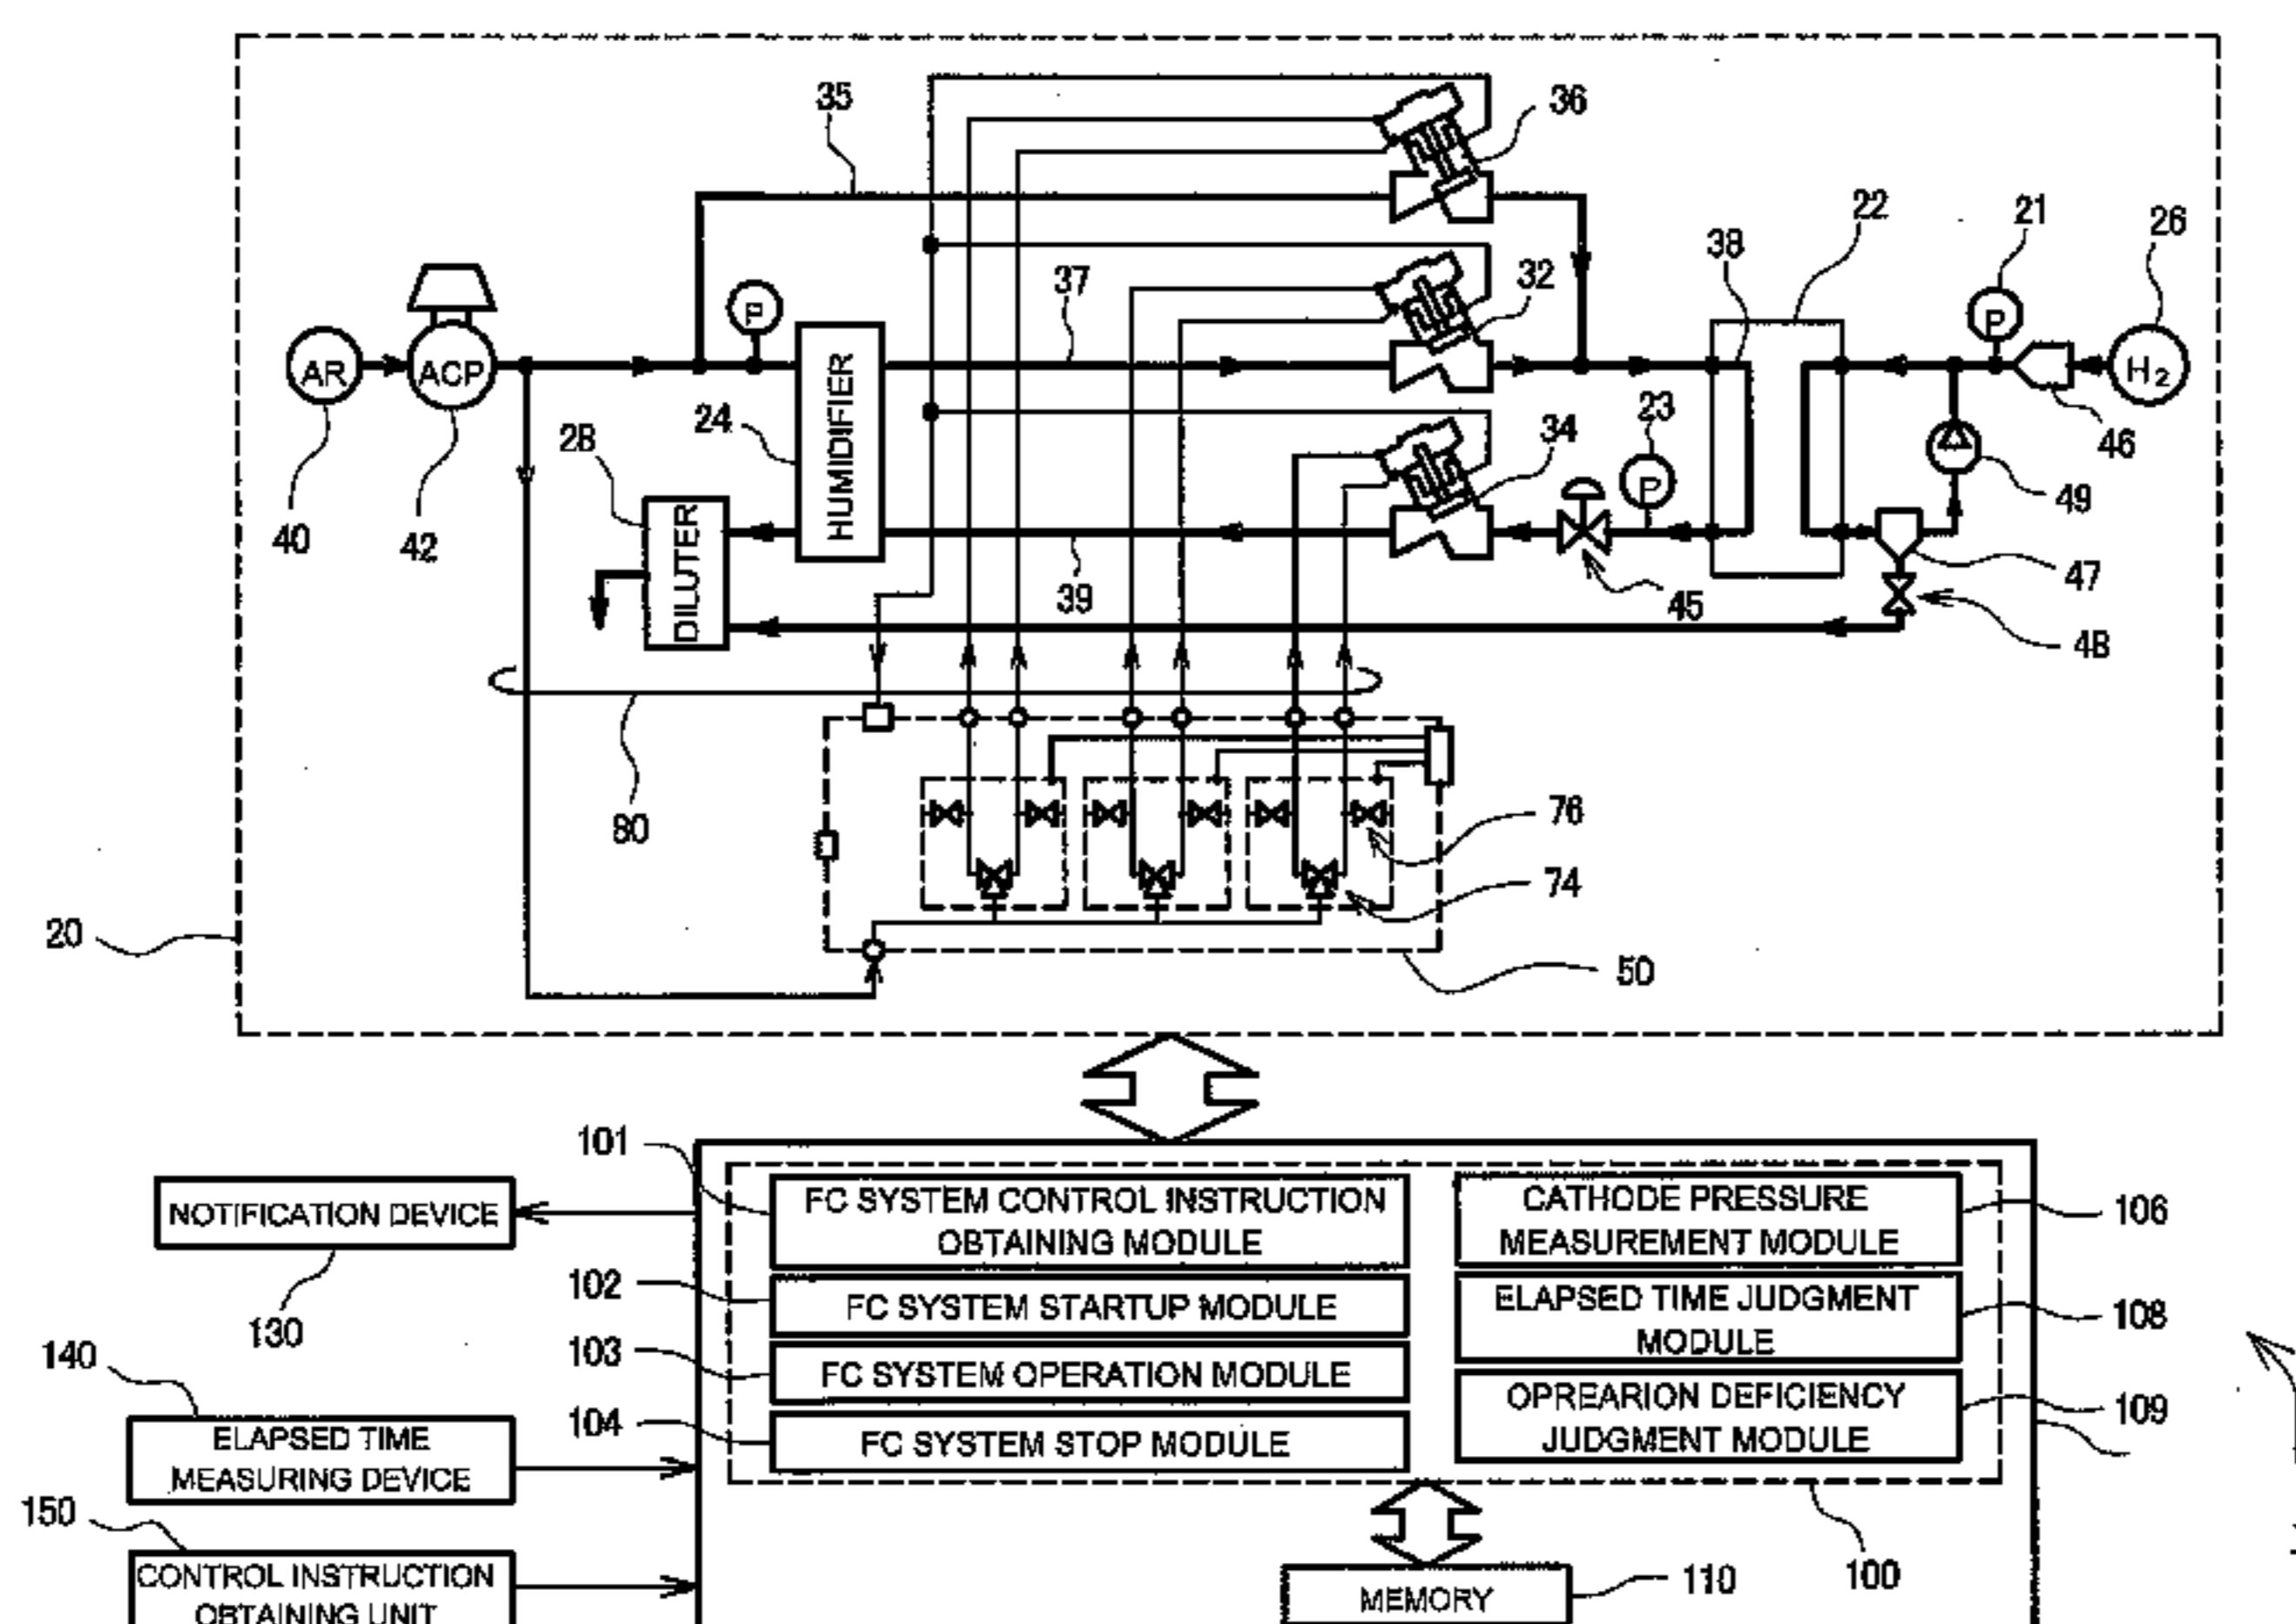 35
36
22
21
26
38
37
32
P
P
AR
ACP
H2
HUMIDIFIER
24
23
34
46
P
28
49
40
42
DILUTER
47
39
45
48
80
76
74
20
50
101
NOTIFICATION DEVICE
130
FC SYSTEM CONTROL INSTRUCTION
OBTAINING MODULE
CATHODE PRESSURE
MEASUREMENT MODULE
106
102
FC SYSTEM STARTUP MODULE
ELAPSED TIME JUDGMENT
MODULE
108
140
103
FC SYSTEM OPERATION MODULE
OPREARION DEFICIENCY
JUDGMENT MODULE
109
104
FC SYSTEM STOP MODULE
ELAPSED TIME
MEASURING DEVICE
150
CONTROL INSTRUCTION
OBTAINING UNIT
MEMORY
110
100